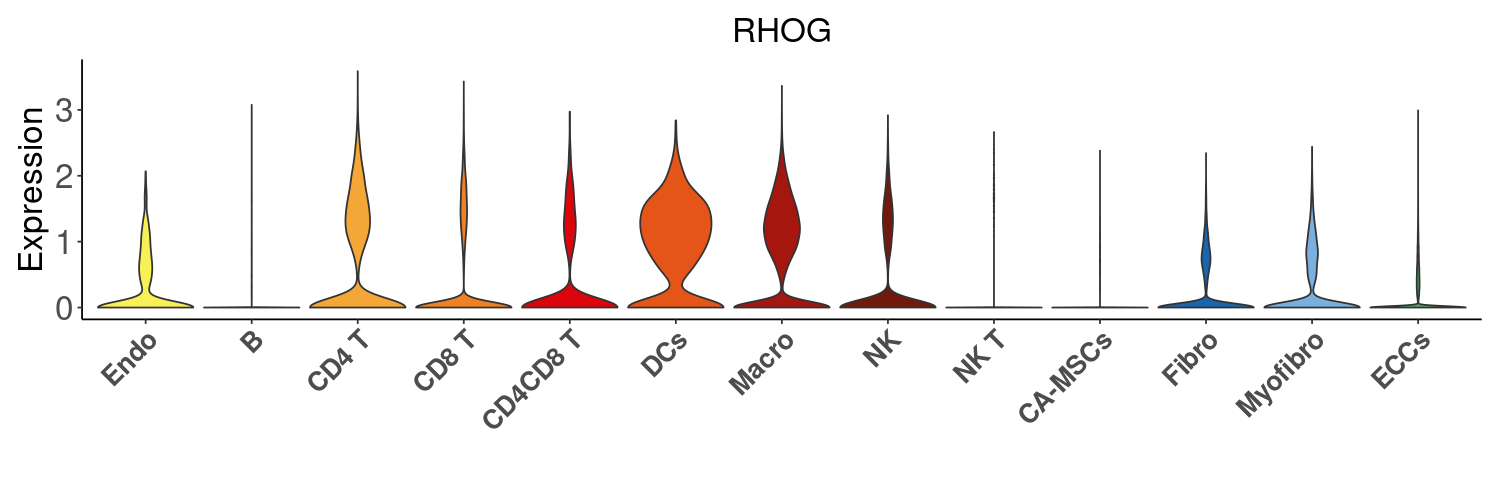 RHOG
Expression
3
2
1
0
Endo
B
CD4 T
CD8 T
CD4CD8 T
DCs
Macro
NK
NK T
CA-MSCs
Fibro
Myofibro
ECCs